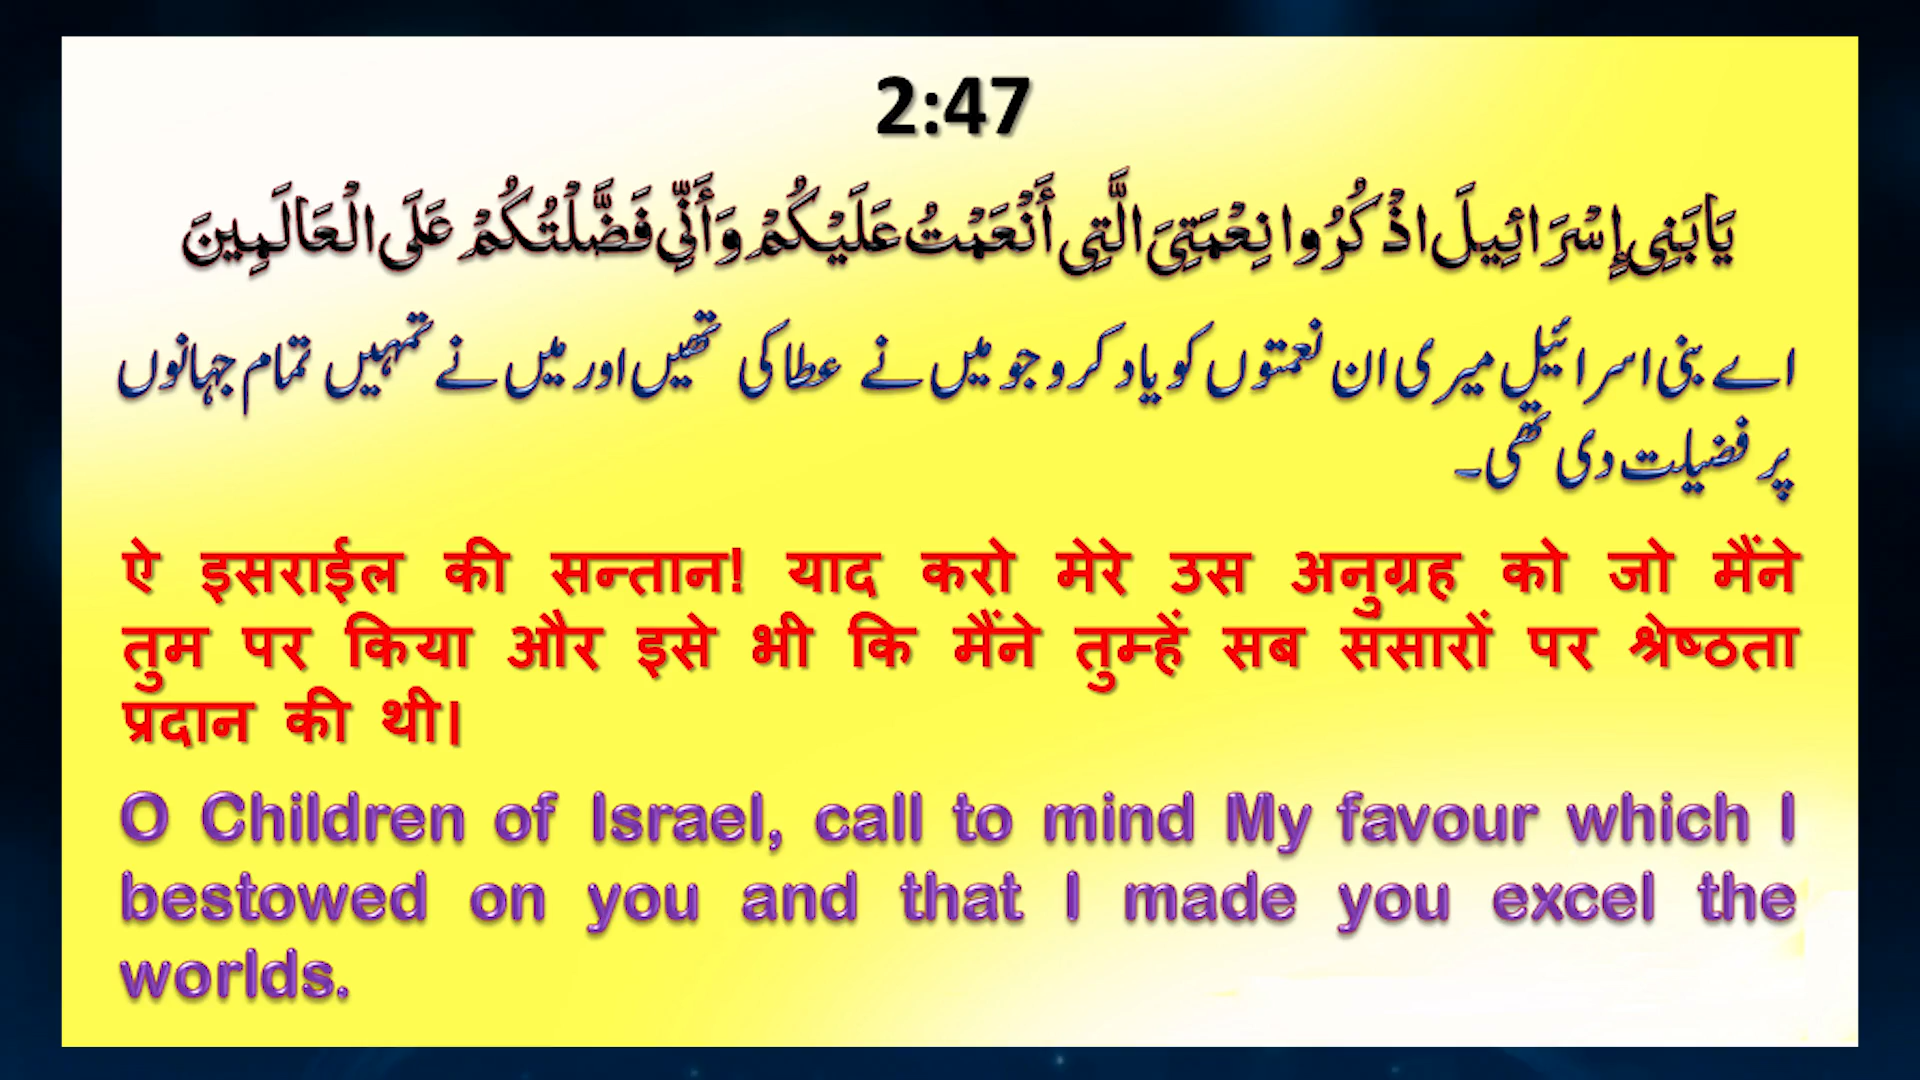 2:47
يَابَنِي إِسْرَائِيلَ اذْكُرُوا نِعْمَتِيَ الَّتِي أَنْعَمْتُ عَلَيْكُمْ وَأَنِّي فَضَّلْتُكُمْ عَلَى الْعَالَمِينَ
اے بنی اسرائیل میری ان نعمتوں کو یاد کرو جو میں نے عطا کی تھیں اور میں نے تمہیں تمام جہانوں
پر فضیلت دی تھی۔
ऐ इसराईल की सन्तान! याद करो मेरे उस अनुग्रह को जो मैंने
तुम पर किया और इसे भी कि मैंने तुम्हें सब संसारों पर श्रेष्ठता
प्रदान की थी।
O Children of Israel, call to mind My favour which I
bestowed on you and that I made you excel the
worlds.